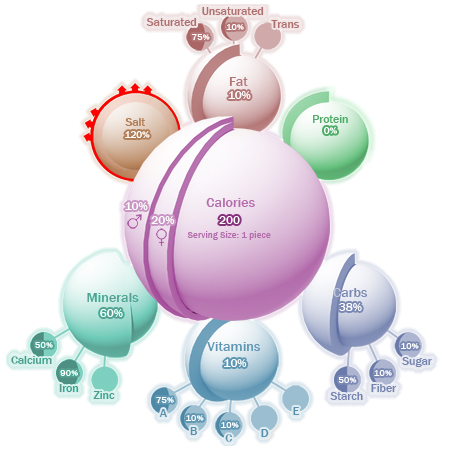 Unsaturated
Saturated
10%
Trans
75%
Fat
10%
Salt
120%
Protein
0%
Calories
10%
♂
20%
♀
200
Serving Size: 1 piece
Minerals
60%
Carbs
38%
50%
Calcium
90%
Iron
Zinc
Vitamins
10%
75%
A
10%
B
10%
C
D
E
10%
Sugar
10%
Fiber
50%
Starch